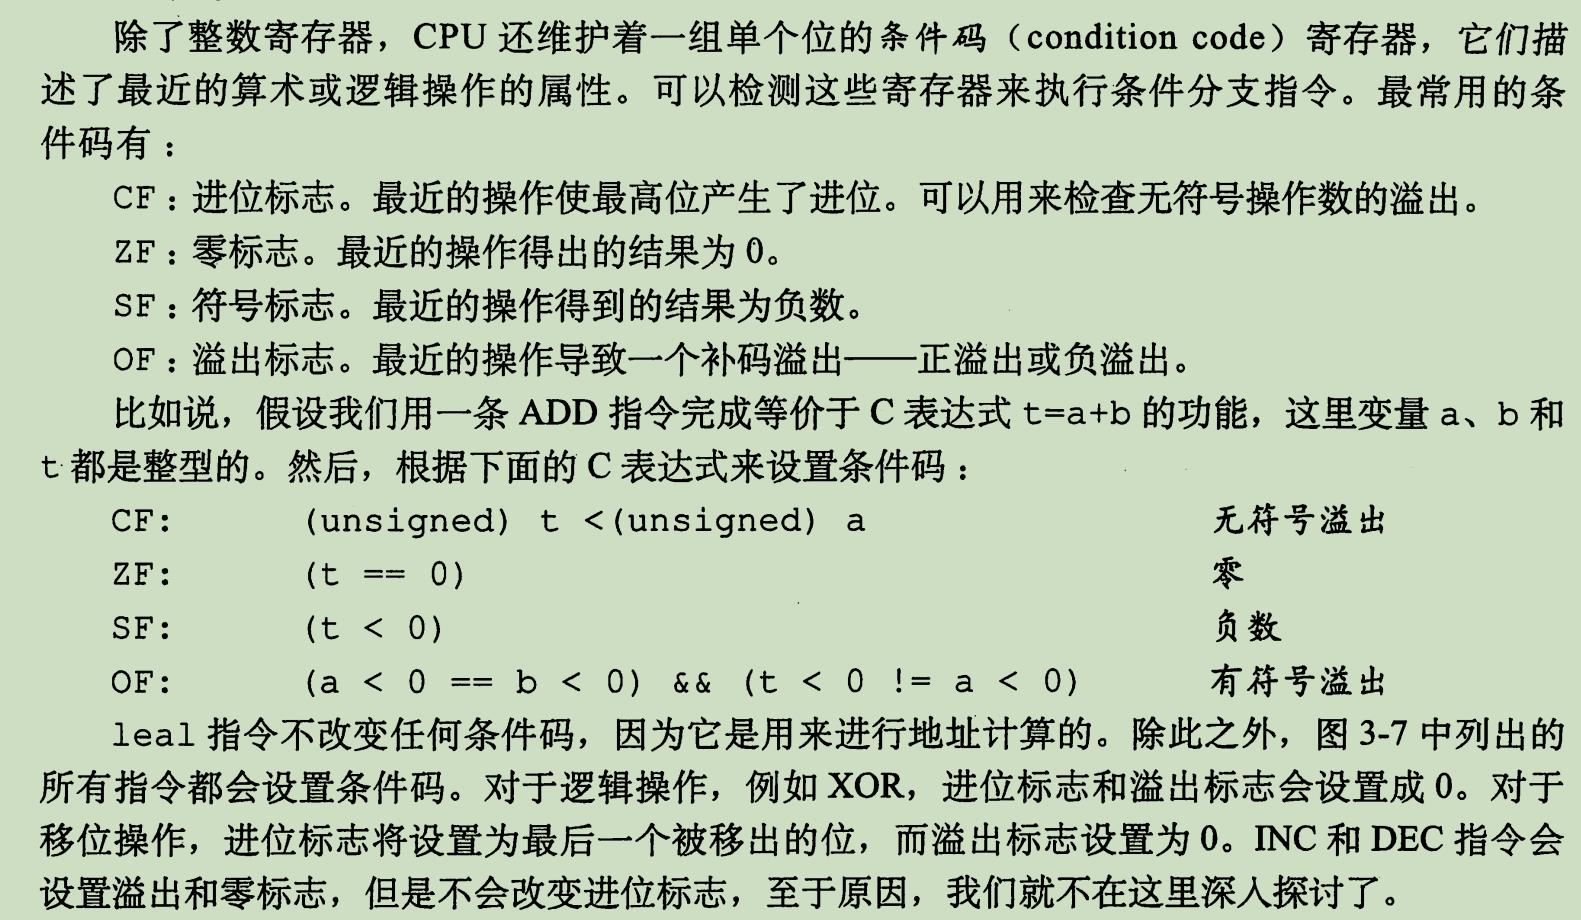 除了整数寄存器，CPU 还维护着一组单个位的条件码（condition code）寄存器，它们描
述了最近的算术或逻辑操作的属性。可以检测这些寄存器来执行条件分支指令。最常用的条
件码有：
CF：进位标志。最近的操作使最高位产生了进位。可以用来检查无符号操作数的溢出。
ZF：零标志。最近的操作得出的结果为 0。
SF：符号标志。最近的操作得到的结果为负数。
OF：溢出标志。最近的操作导致一个补码溢出——正溢出或负溢出。
比如说，假设我们用一条 ADD 指令完成等价于 C 表达式 t=a+b 的功能，这里变量 a、b 和
t 都是整型的。然后，根据下面的 C 表达式来设置条件码：
CF: (unsigned) t <(unsigned) a 无符号溢出
ZF: (t == 0) 零
SF: (t < 0) 负数
OF: (a < 0 == b < 0) && (t < 0 != a < 0) 有符号溢出
leal 指令不改变任何条件码，因为它是用来进行地址计算的。除此之外，图 3-7 中列出的
所有指令都会设置条件码。对于逻辑操作，例如 XOR，进位标志和溢出标志会设置成 0。对于
移位操作，进位标志将设置为最后一个被移出的位，而溢出标志设置为 0。INC 和 DEC 指令会
设置溢出和零标志，但是不会改变进位标志，至于原因，我们就不在这里深入探讨了。